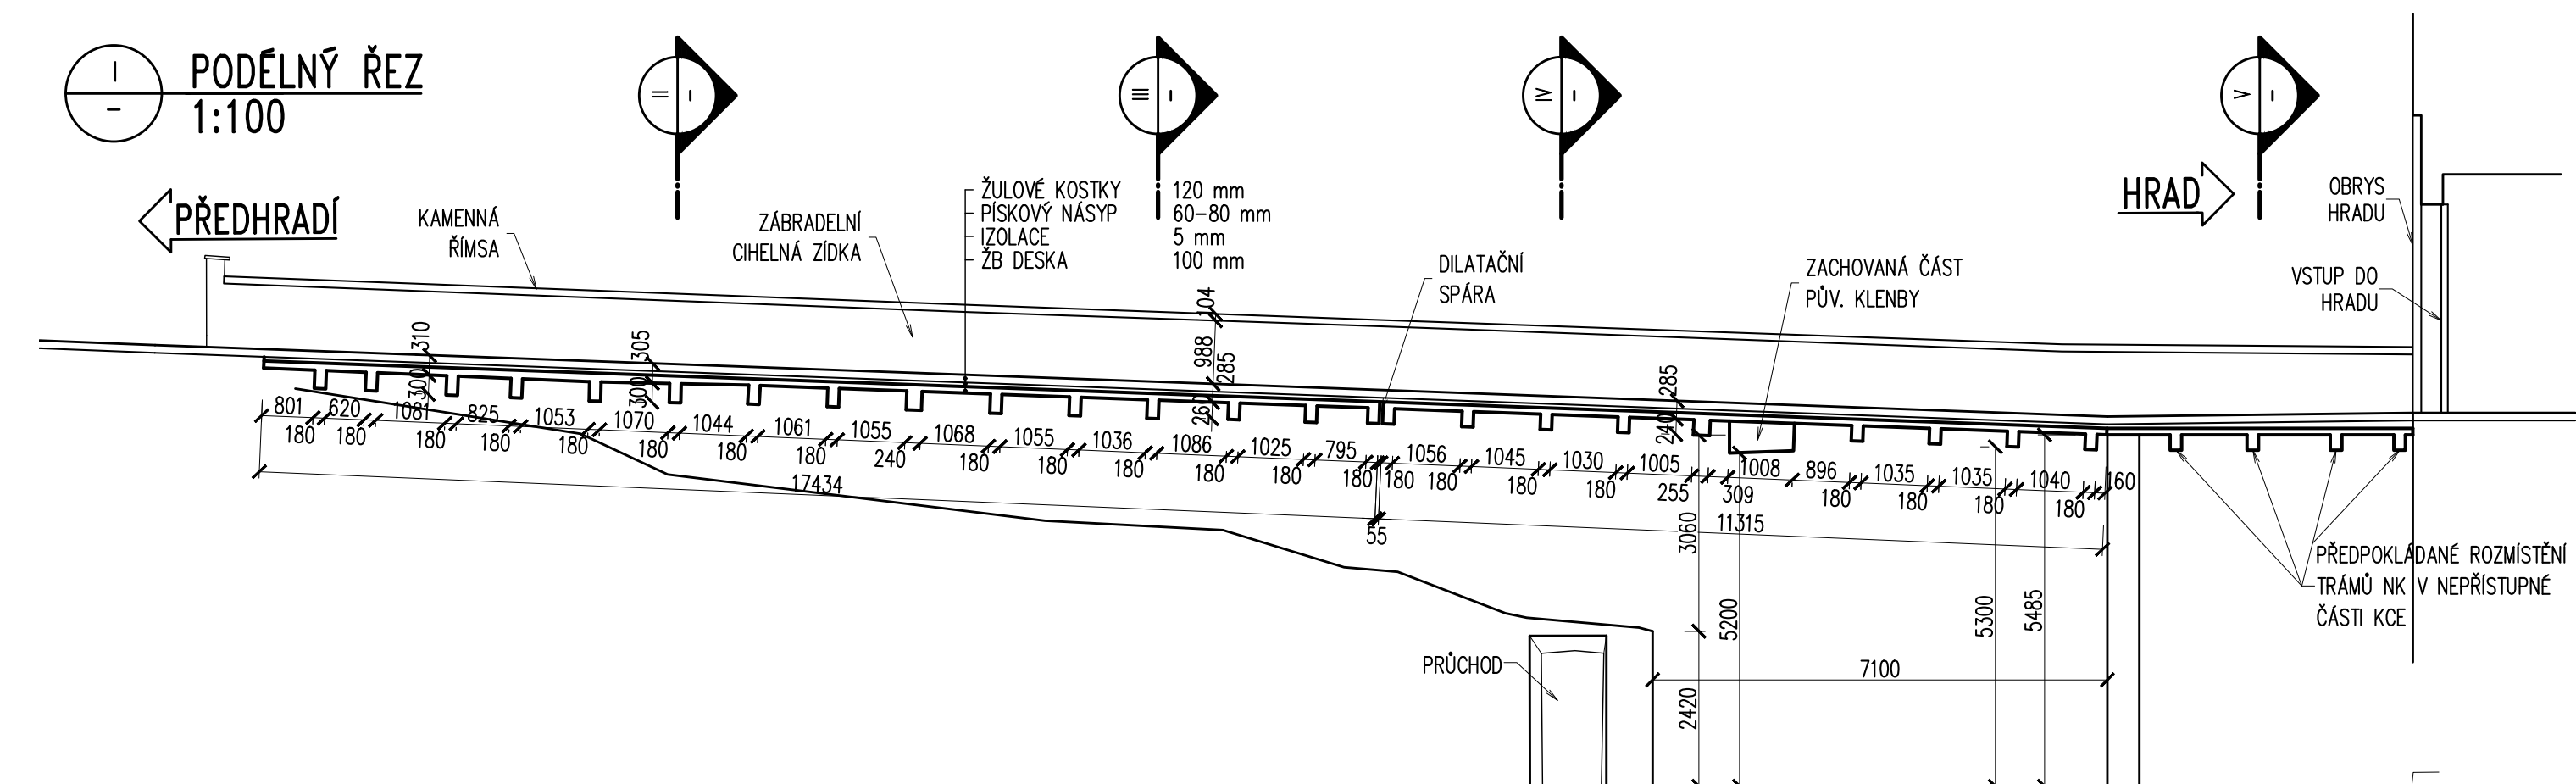 PODÉLNÝ ŘEZ
1:100
I
–
II
–
III
–
IV
–
V
–
PŘEDHRADÍ
HRAD
KAMENNÁ
ŘÍMSA
ZÁBRADELNÍ
CIHELNÁ ZÍDKA
ŽULOVÉ KOSTKY 120 mm
PÍSKOVÝ NÁSYP 60-80 mm
IZOLACE 5 mm
ŽB DESKA 100 mm
DILATAČNÍ
SPÁRA
ZACHOVANÁ ČÁST
PŮV. KLENBY
OBRYS
HRADU
VSTUP DO
HRADU
310
300
305
300
104
988
285
260
285
240
801 620 1081 825 1053 1070 1044 1061 1055 1068 1055 1036 1086 1025 795 1056 1045 1030 1005 1008 896 1035 1035 1040 160
180 180 180 180 180 180 180 180 240 180 180 180 180 180 180 180 180 180 180 255 309 180 180 180 180
17434
55
11315
3060
5200
5300
5485
2420
7100
PRŮCHOD
PŘEDPOKLÁDANÉ ROZMÍSTĚNÍ
TRÁMŮ NK V NEPŘÍSTUPNÉ
ČÁSTI KCE